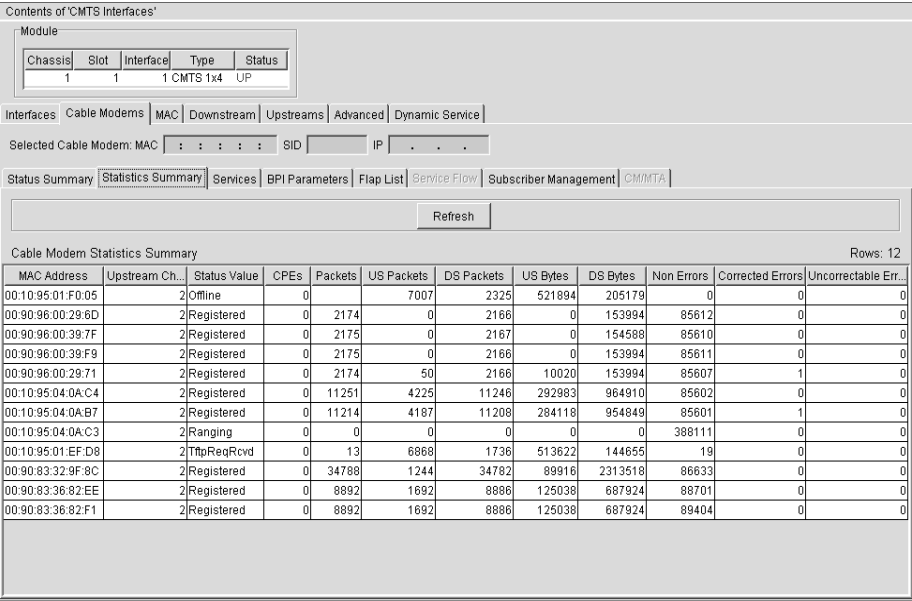 Contents of 'CMTS Interfaces'
Module
Chassis Slot Interface Type Status
1 1 1 CMTS 1x4 UP
Interfaces Cable Modems MAC Downstream Upstreams Advanced Dynamic Service
Selected Cable Modem: MAC : : : : : SID IP . . .
Status Summary Statistics Summary Services BPI Parameters Flap List Service Flow Subscriber Management CM/MTA
Refresh
Cable Modem Statistics Summary Rows: 12
MAC Address Upstream Ch... Status Value CPEs Packets US Packets DS Packets US Bytes DS Bytes Non Errors Corrected Errors Uncorrectable Err...
00:10:95:01:F0:05 2 Offline 0 7007 2325 521894 205179 0 0 0
00:90:96:00:29:6D 2 Registered 0 2174 0 2166 0 153994 85612 0 0
00:90:96:00:39:7F 2 Registered 0 2175 0 2167 0 154588 85610 0 0
00:90:96:00:39:F9 2 Registered 0 2175 0 2166 0 153994 85611 0 0
00:90:96:00:29:71 2 Registered 0 2174 50 2166 10020 153994 85607 1 0
00:10:95:04:0A:C4 2 Registered 0 11251 4225 11246 292983 964910 85602 0 0
00:10:95:04:0A:B7 2 Registered 0 11214 4187 11208 284118 954849 85601 1 0
00:10:95:04:0A:C3 2 Ranging 0 0 0 0 0 0 388111 0 0
00:10:95:01:EF:D8 2 TftpReqRcvd 0 13 6868 1736 513622 144655 19 0 0
00:90:83:32:9F:8C 2 Registered 0 34788 1244 34782 89916 2313518 86633 0 0
00:90:83:36:82:EE 2 Registered 0 8892 1692 8886 125038 687924 88701 0 0
00:90:83:36:82:F1 2 Registered 0 8892 1692 8886 125038 687924 89404 0 0